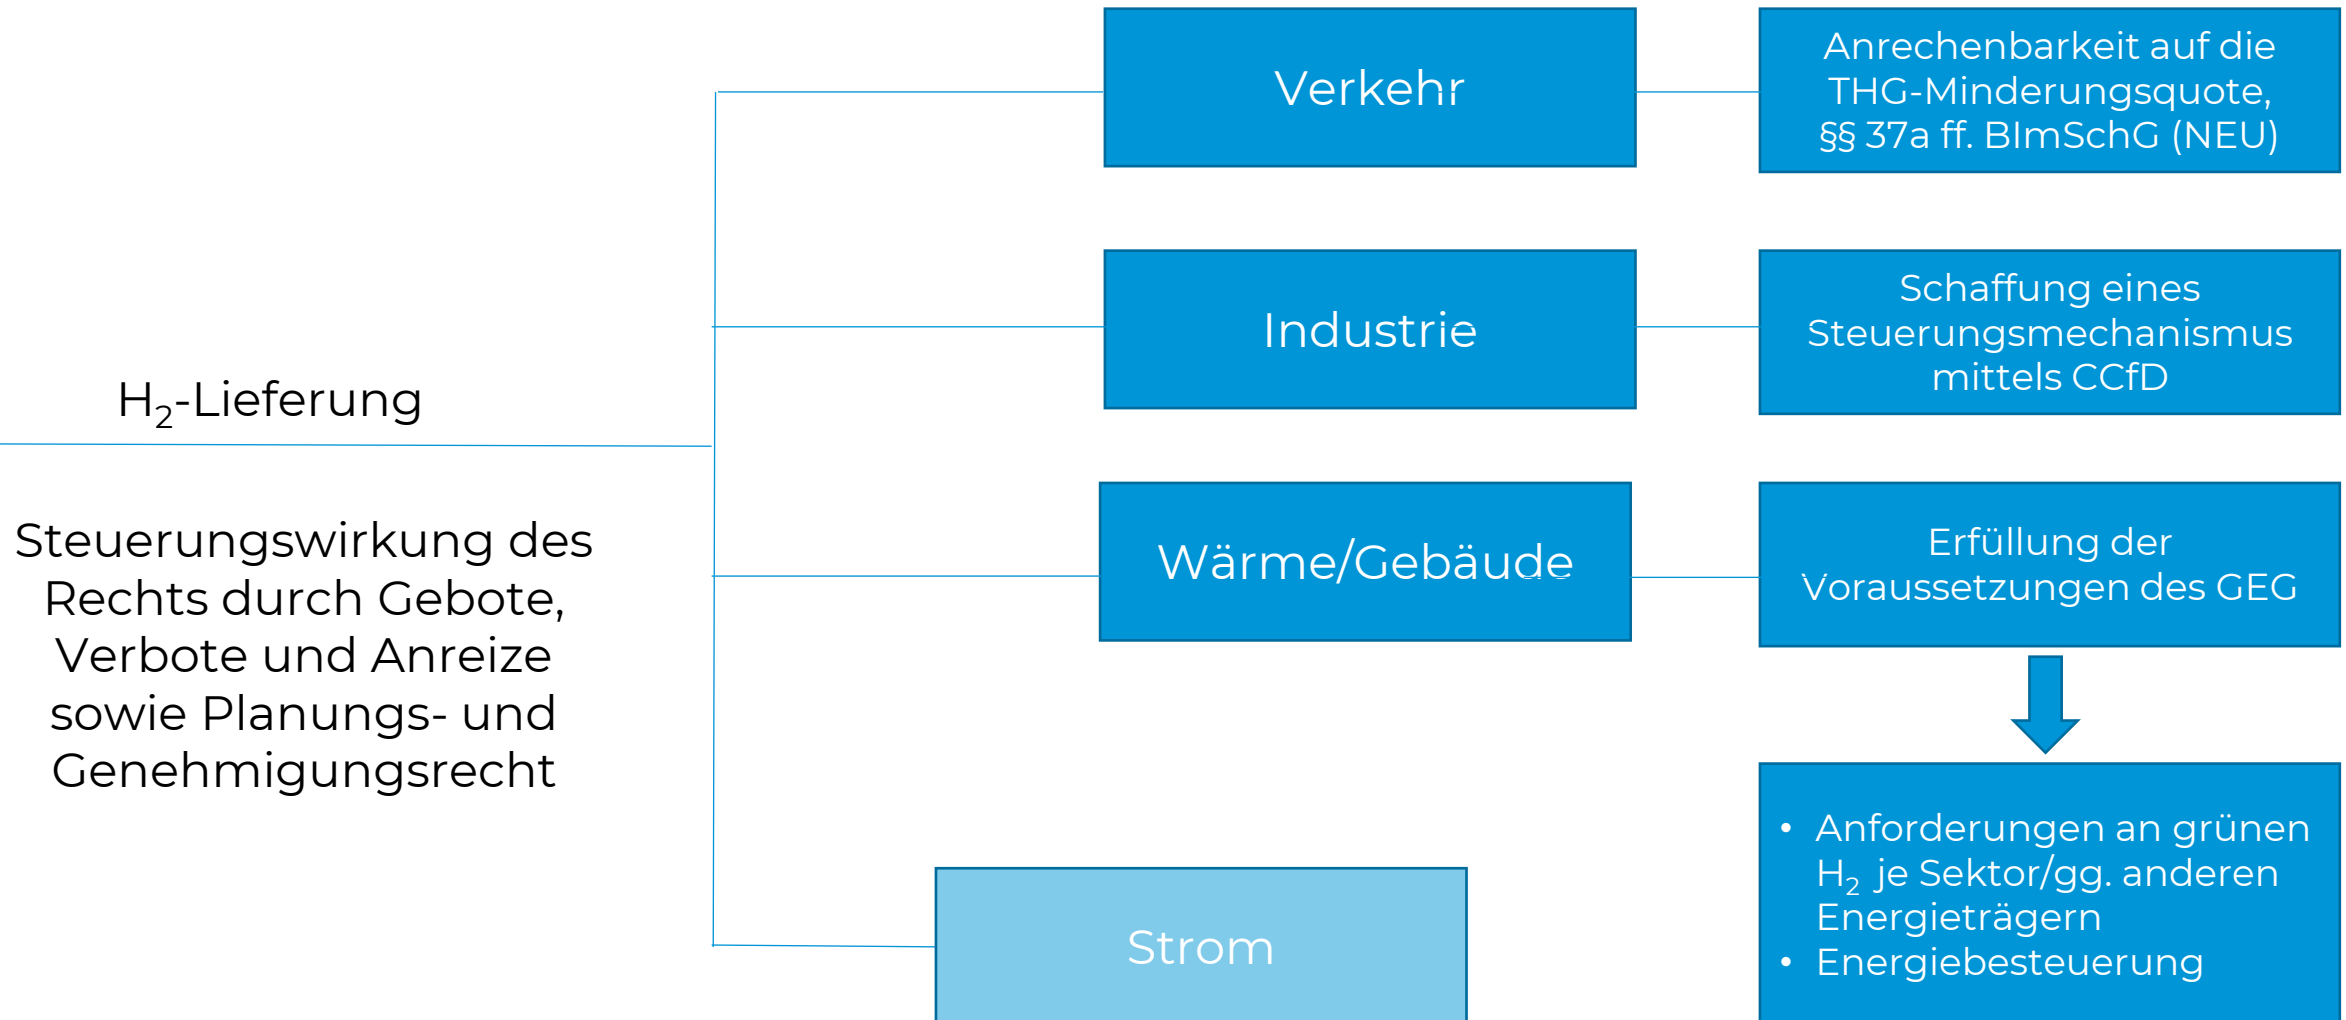 H₂-Lieferung
Steuerungswirkung des
Rechts durch Gebote,
Verbote und Anreize
sowie Planungs- und
Genehmigungsrecht
Verkehr
Anrechenbarkeit auf die
THG-Minderungsquote,
§§ 37a ff. BImSchG (NEU)
Industrie
Schaffung eines
Steuerungsmechanismus
mittels CCfD
Wärme/Gebäude
Erfüllung der
Voraussetzungen des GEG
Strom
• Anforderungen an grünen
H₂ je Sektor/gg. anderen
Energieträgern
• Energiebesteuerung